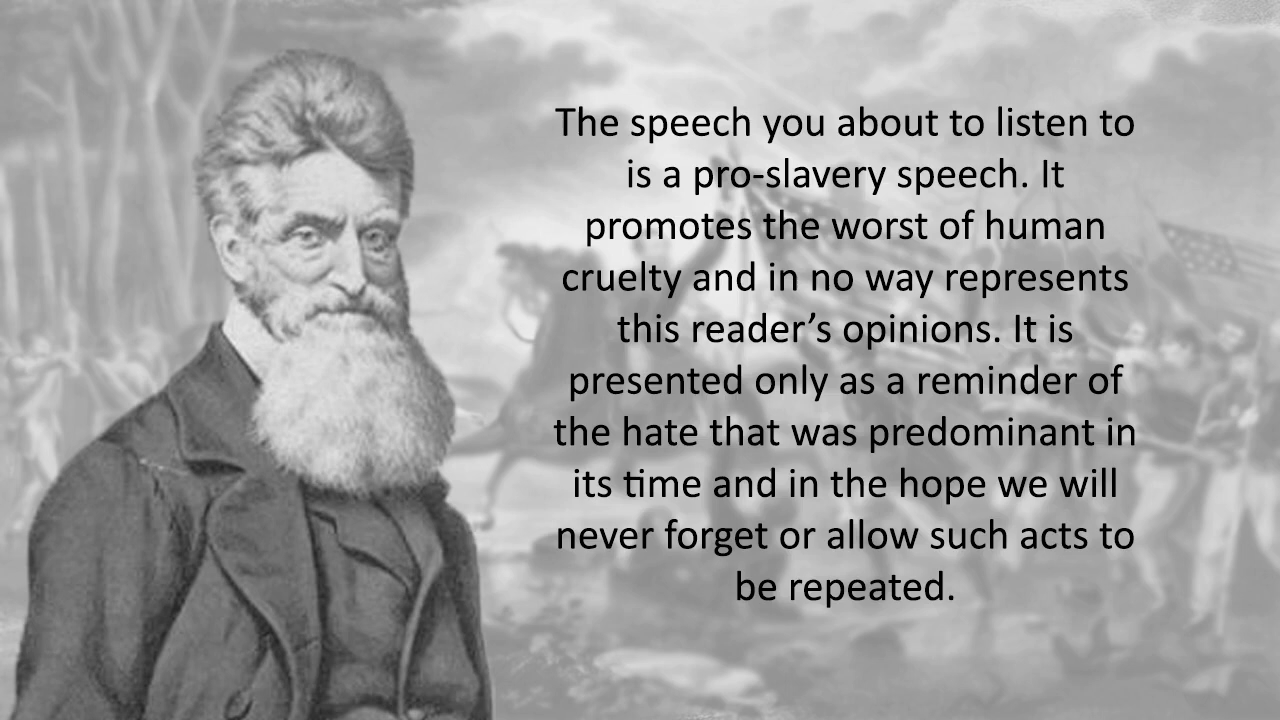 The speech you about to listen to
is a pro-slavery speech. It
promotes the worst of human
cruelty and in no way represents
this reader’s opinions. It is
presented only as a reminder of
the hate that was predominant in
its time and in the hope we will
never forget or allow such acts to
be repeated.